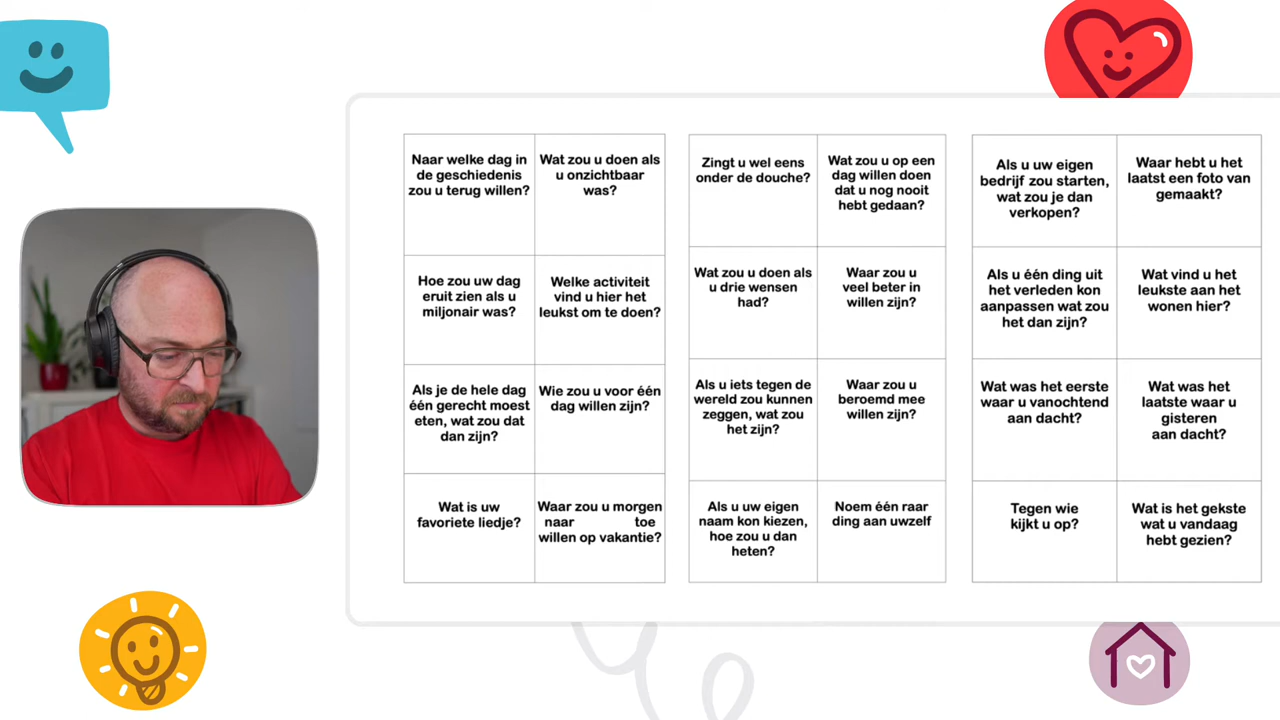 Naar welke dag in
de geschiedenis
zou u terug willen?
Wat zou u doen als
u onzichtbaar
was?
Hoe zou uw dag
eruit zien als u
miljonair was?
Welke activiteit
vind u hier het
leukst om te doen?
Als je de hele dag
één gerecht moest
eten, wat zou dat
dan zijn?
Wie zou u voor één
dag willen zijn?
Wat is uw
favoriete liedje?
Waar zou u morgen
naar toe
willen op vakantie?
Zingt u wel eens
onder de douche?
Wat zou u op een
dag willen doen
dat u nog nooit
hebt gedaan?
Wat zou u doen als
u drie wensen
had?
Waar zou u
veel beter in
willen zijn?
Als u iets tegen de
wereld zou kunnen
zeggen, wat zou
het zijn?
Waar zou u
beroemd mee
willen zijn?
Als u uw eigen
naam kon kiezen,
hoe zou u dan
heten?
Noem één raar
ding aan uwzelf
Als u uw eigen
bedrijf zou starten,
wat zou je dan
verkopen?
Waar hebt u het
laatst een foto van
gemaakt?
Als u één ding uit
het verleden kon
aanpassen wat zou
het dan zijn?
Wat vind u het
leukste aan het
wonen hier?
Wat was het eerste
waar u vanochtend
aan dacht?
Wat was het
laatste waar u
gisteren
aan dacht?
Tegen wie
kijkt u op?
Wat is het gekste
wat u vandaag
hebt gezien?